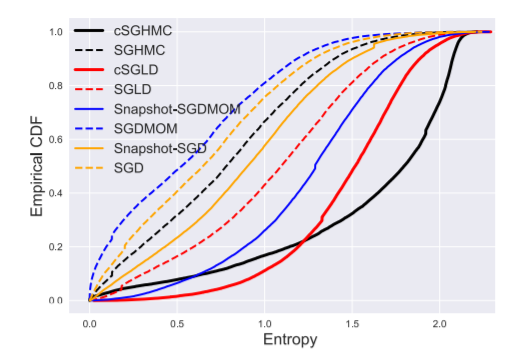 1.0
0.8
0.6
0.4
0.2
0.0
Empirical CDF
cSGHMC
SGHMC
cSGLD
SGLD
Snapshot-SGDMOM
SGDMOM
Snapshot-SGD
SGD
0.0 0.5 1.0 1.5 2.0
Entropy